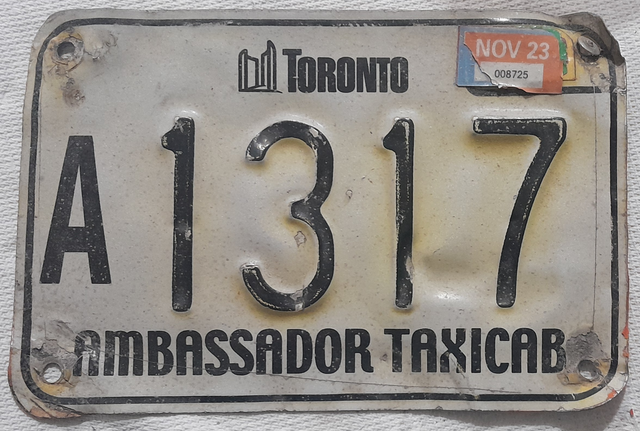 TORONTO
NOV 23
008725
A 1317
AMBASSADOR TAXICAB